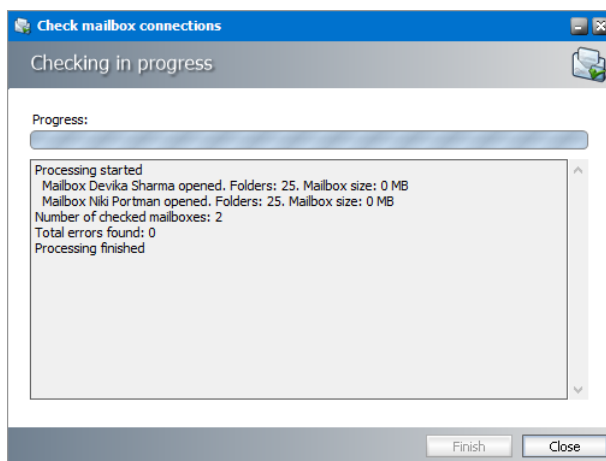 Check mailbox connections
Checking in progress
Progress:
Processing started
Mailbox Devika Sharma opened. Folders: 25. Mailbox size: 0 MB
Mailbox Niki Portman opened. Folders: 25. Mailbox size: 0 MB
Number of checked mailboxes: 2
Total errors found: 0
Processing finished
Finish
Close